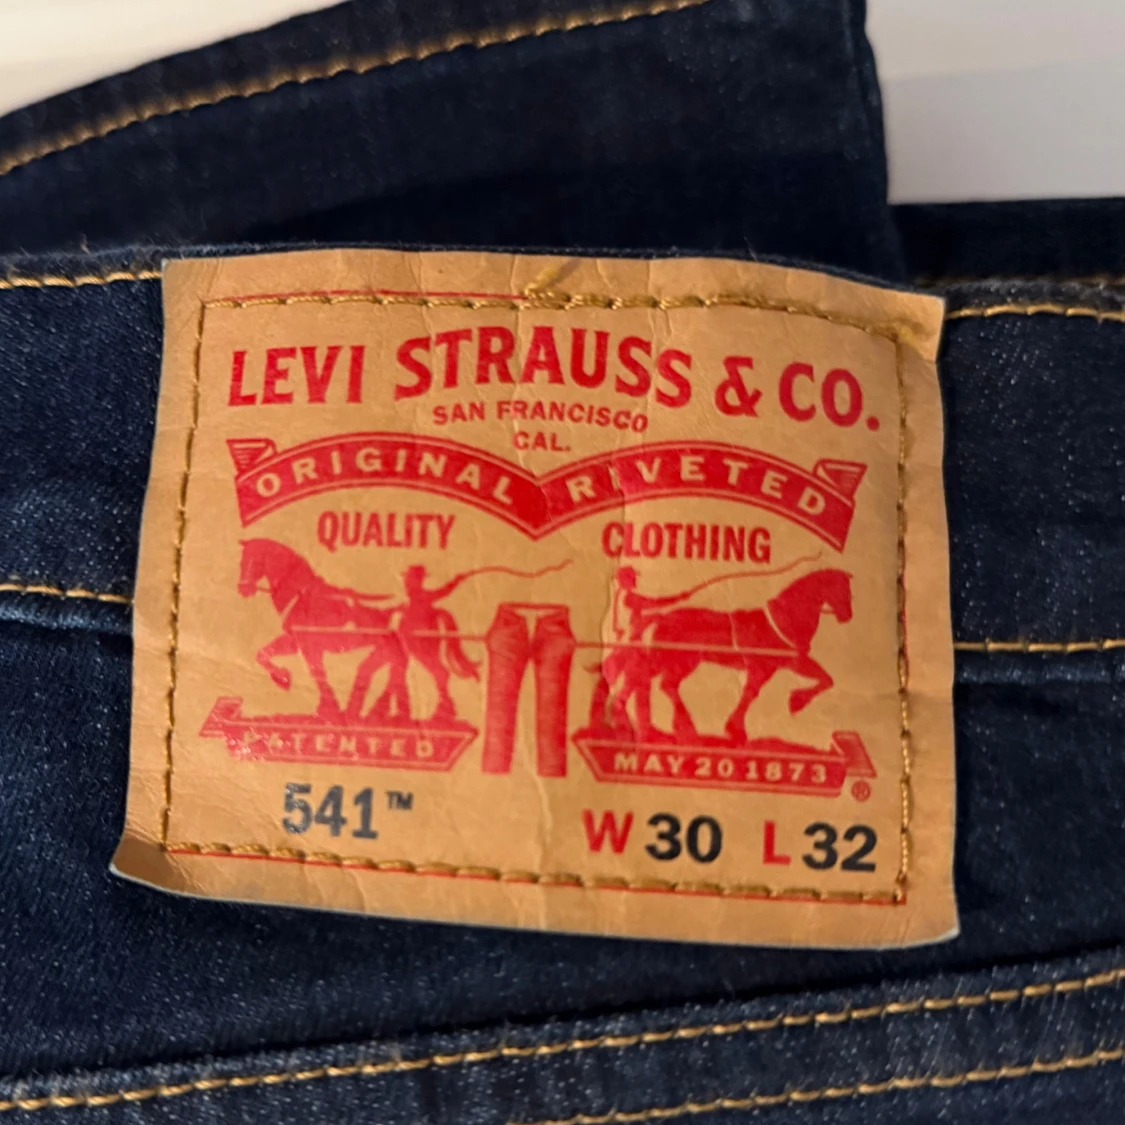 LEVI STRAUSS & CO.
SAN FRANCISCO
CAL.
ORIGINAL RIVETED
QUALITY CLOTHING
PATENTED MAY 20 1873
®
541™ W 30 L 32